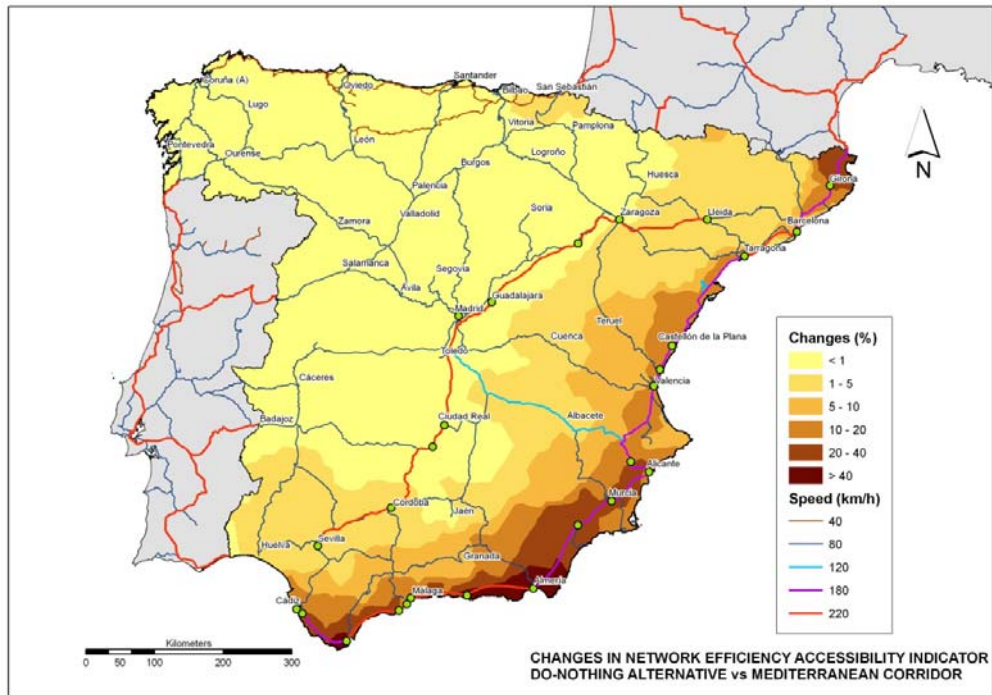 Coruña (A)
Lugo
Oviedo
Santander
Bilbao
San Sebastián
Vitoria
Pamplona
Pontevedra
Ourense
León
Burgos
Logroño
Huesca
Girona
Palencia
Zamora
Valladolid
Soria
Zaragoza
Lleida
Barcelona
Tarragona
Salamanca
Segovia
Ávila
Guadalajara
Madrid
Teruel
Castellón de la Plana
Toledo
Cuenca
Valencia
Cáceres
Badajoz
Ciudad Real
Albacete
Alicante
Murcia
Córdoba
Jaén
Huelva
Sevilla
Granada
Almería
Málaga
Cádiz
N
Changes (%)
< 1
1 - 5
5 - 10
10 - 20
20 - 40
> 40
Speed (km/h)
40
80
120
180
220
Kilometers
0 50 100 200 300
CHANGES IN NETWORK EFFICIENCY ACCESSIBILITY INDICATOR
DO-NOTHING ALTERNATIVE vs MEDITERRANEAN CORRIDOR